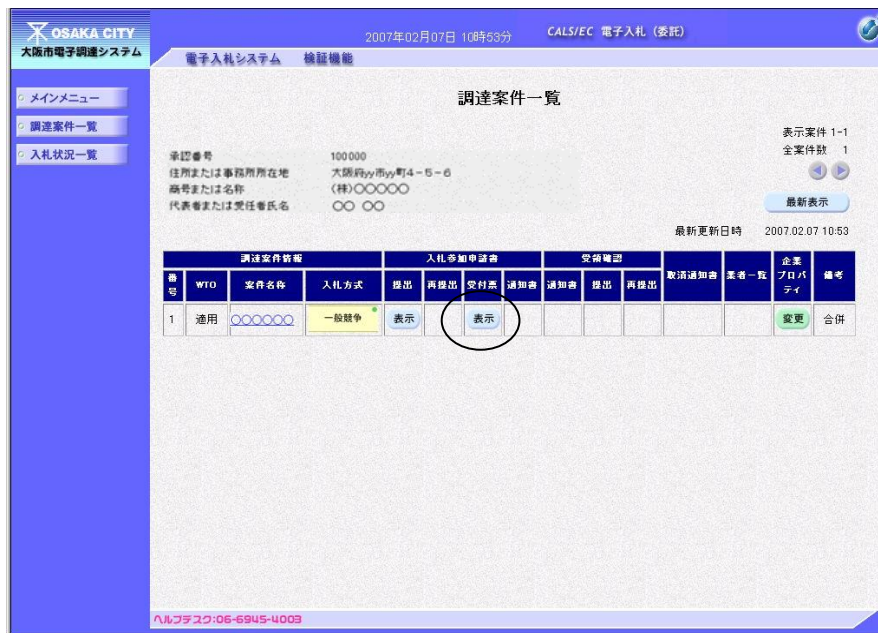 OSAKA CITY
大阪市電子調達システム
2007年02月07日 10時53分
CALS/EC 電子入札（委託）
電子入札システム 検証機能
メインメニュー
調達案件一覧
入札状況一覧
調達案件一覧
表示案件 1-1
全案件数 1
承認番号 100000
住所または事務所所在地 大阪府yy市yy町4-5-6
商号または名称 (株)○○○○○
代表者または受任者氏名 ○○ ○○
最新表示
最新更新日時 2007.02.07 10:53
調達案件情報 入札参加申請書 受領確認 取消通知書 業者一覧 企業プロパティ 備考
番号 WTO 案件名称 入札方式 提出 再提出 受付票 通知書 通知書 提出 再提出
1 適用 ○○○○○○ 一般競争 表示 表示 変更 合併
ヘルプデスク:06-6945-4003